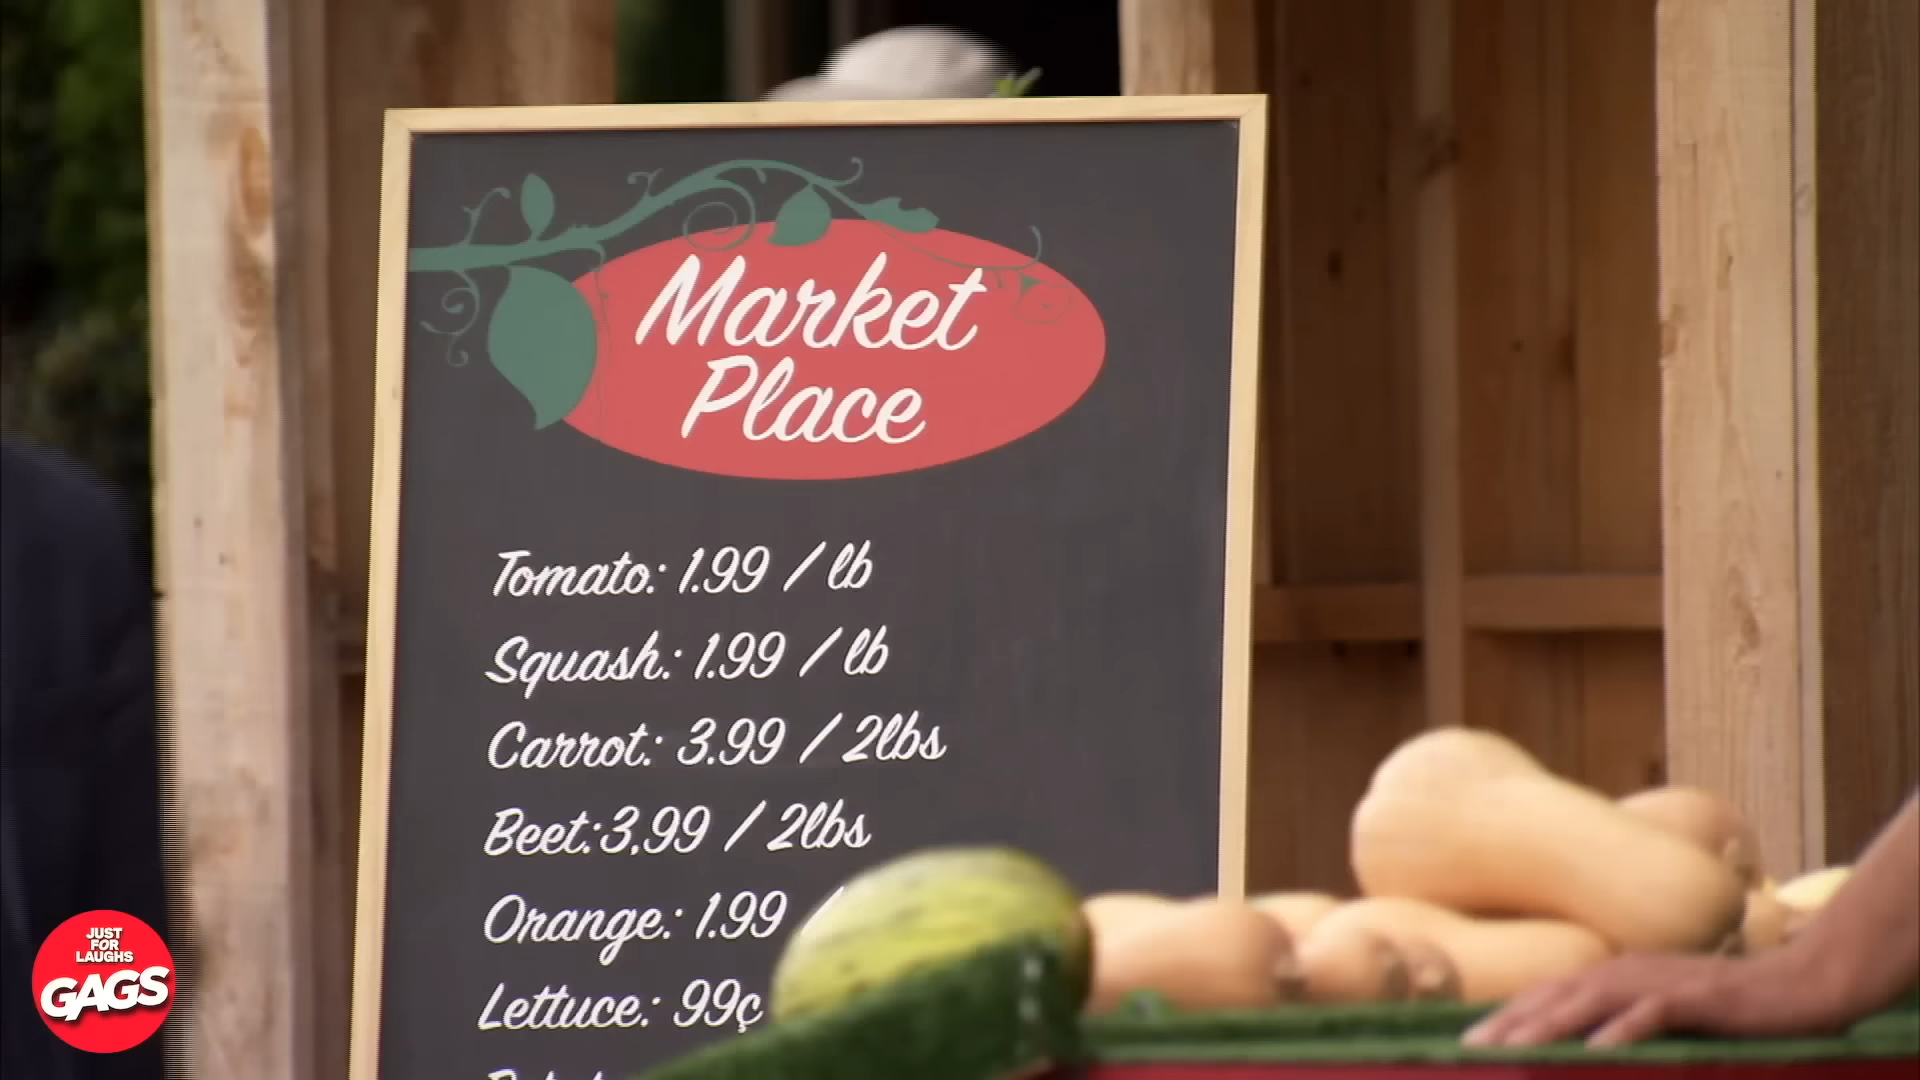 Market
Place
Tomato: 1.99 / lb
Squash: 1.99 / lb
Carrot: 3.99 / 2lbs
Beet:3,99 / 2lbs
Orange: 1.99 /
Lettuce: 99ç
JUST
FOR
LAUGHS
GAGS